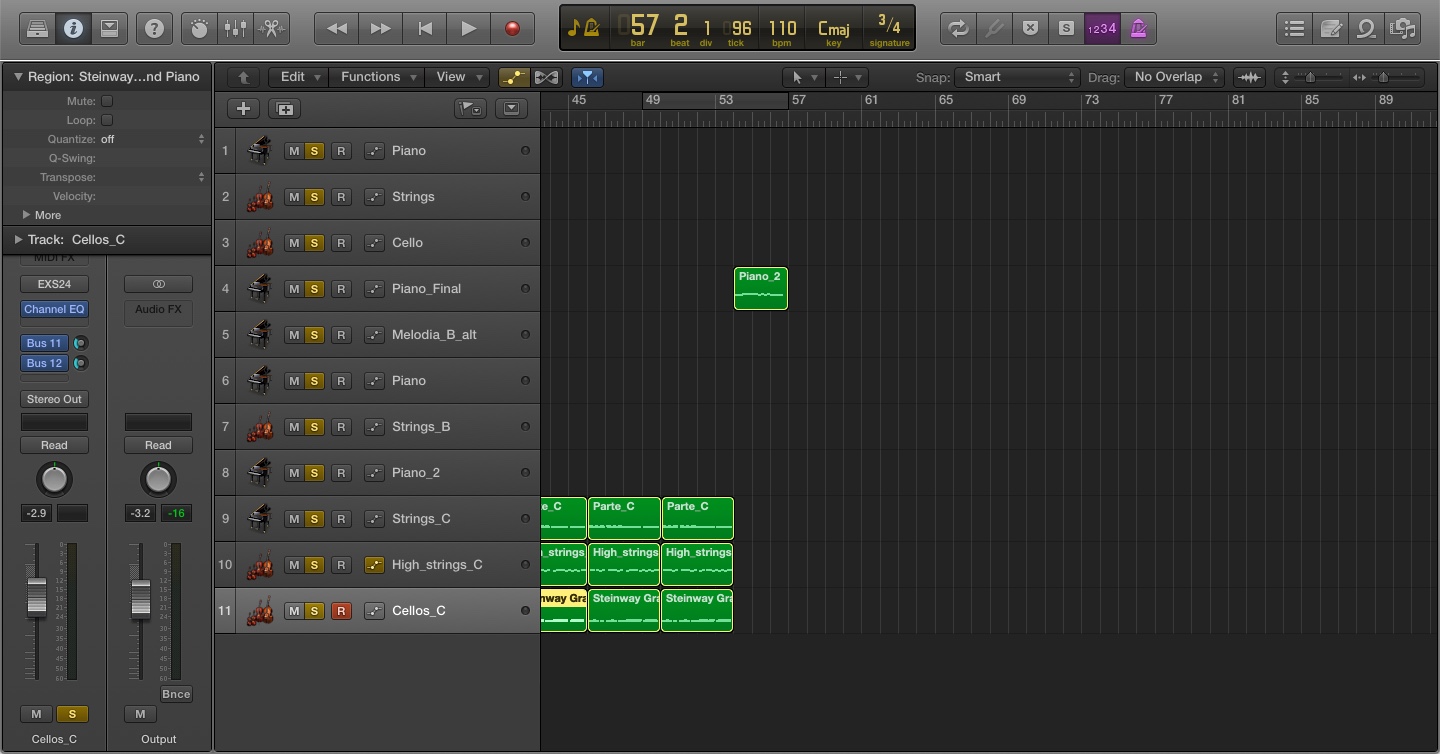 57 2 1 96 110 Cmaj 3/4
bar beat div tick bpm key signature
S 1234
Region: Steinway...nd Piano
Edit Functions View Snap: Smart Drag: No Overlap
Mute:
Loop:
Quantize: off
Q-Swing:
Transpose:
Velocity:
More
Track: Cellos_C
MIDI FX
EXS24
Channel EQ Audio FX
Bus 11
Bus 12
Stereo Out
Read Read
-2.9 -3.2 -16
Bnce
M S M
Cellos_C Output
45 49 53 57 61 65 69 73 77 81 85 89
1 M S R Piano
2 M S R Strings
3 M S R Cello
4 M S R Piano_Final Piano_2
5 M S R Melodia_B_alt
6 M S R Piano
7 M S R Strings_B
8 M S R Piano_2
9 M S R Strings_C e_C Parte_C Parte_C
10 M S R High_strings_C _strings High_strings High_strings
11 M S R Cellos_C nway Gra Steinway Gra Steinway Gra